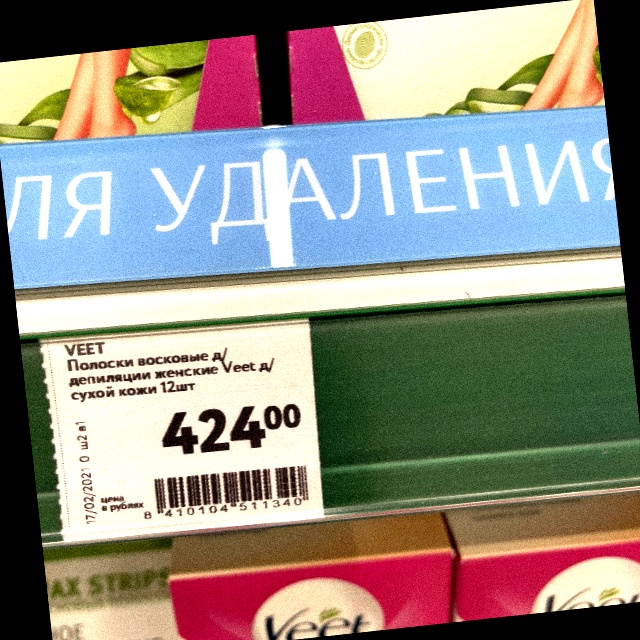 ЛЯ УДАЛЕНИЯ
VEET
Полоски восковые д/
депиляции женские Veet д/
сухой кожи 12шт
424 00
17/02/2021 0 ш2 в1
цена
в рублях
8 410104 511340
AX STRIPS
Veet
Veet